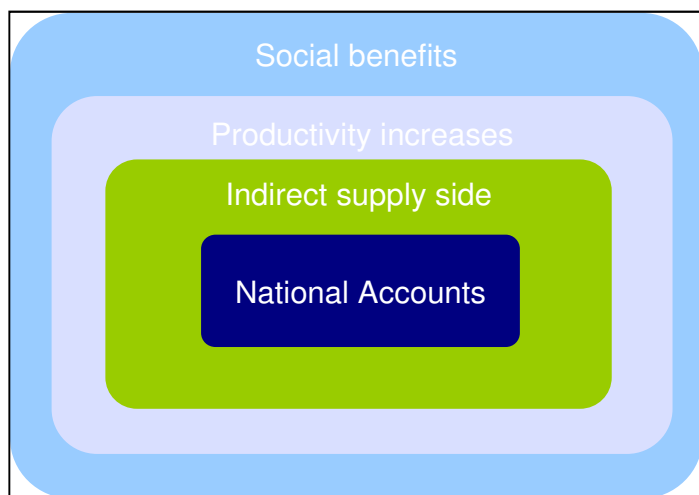 Social benefits
Productivity increases
Indirect supply side
National Accounts